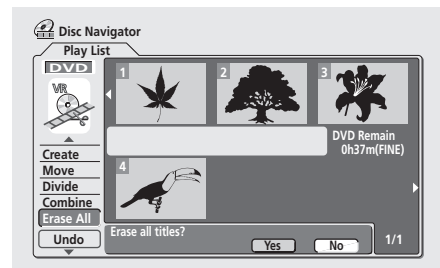 Disc Navigator
Play List
DVD
VR
1
2
3
DVD Remain
0h37m(FINE)
4
Create
Move
Divide
Combine
Erase All
Undo
Erase all titles?
Yes
No
1/1